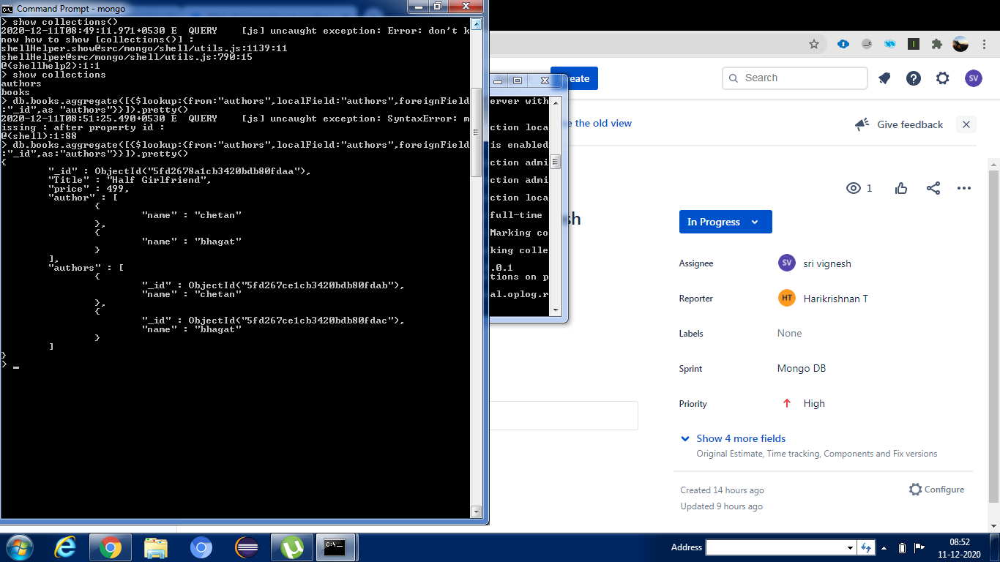 Command Prompt - mongo
> show collections()
2020-12-11T08:49:11.971+0530 E  QUERY    [js] uncaught exception: Error: don't k
now how to show [collections()] :
shellHelper.show@src/mongo/shell/utils.js:1139:11
shellHelper@src/mongo/shell/utils.js:790:15
@(shellhelp2):1:1
> show collections
authors
books
> db.books.aggregate([{$lookup:{from:"authors",localField:"authors",foreignField
:"_id",as "authors"}}]).pretty()
2020-12-11T08:51:25.490+0530 E  QUERY    [js] uncaught exception: SyntaxError: m
issing : after property id :
@(shell):1:88
> db.books.aggregate([{$lookup:{from:"authors",localField:"authors",foreignField
:"_id",as:"authors"}}]).pretty()
{
"_id" : ObjectId("5fd2678a1cb3420bdb80fdaa"),
"Title" : "Half Girlfriend",
"price" : 499,
"author" : [
{
"name" : "chetan"
},
{
"name" : "bhagat"
}
],
"authors" : [
{
"_id" : ObjectId("5fd267ce1cb3420bdb80fdab"),
"name" : "chetan"
},
{
"_id" : ObjectId("5fd267ce1cb3420bdb80fdac"),
"name" : "bhagat"
}
]
}
> _
erver with
ction loca
is enabled
ction admi
ction admi
ction loca
full-time
Marking co
king colle
.0.1
tions on p
al.oplog.r
eate
Search
SV
e the old view
Give feedback
1
sh
In Progress
Assignee
SV sri vignesh
Reporter
HT Harikrishnan T
Labels
None
Sprint
Mongo DB
Priority
High
Show 4 more fields
Original Estimate, Time tracking, Components and Fix versions
Created 14 hours ago
Configure
Updated 9 hours ago
Address
08:52
11-12-2020